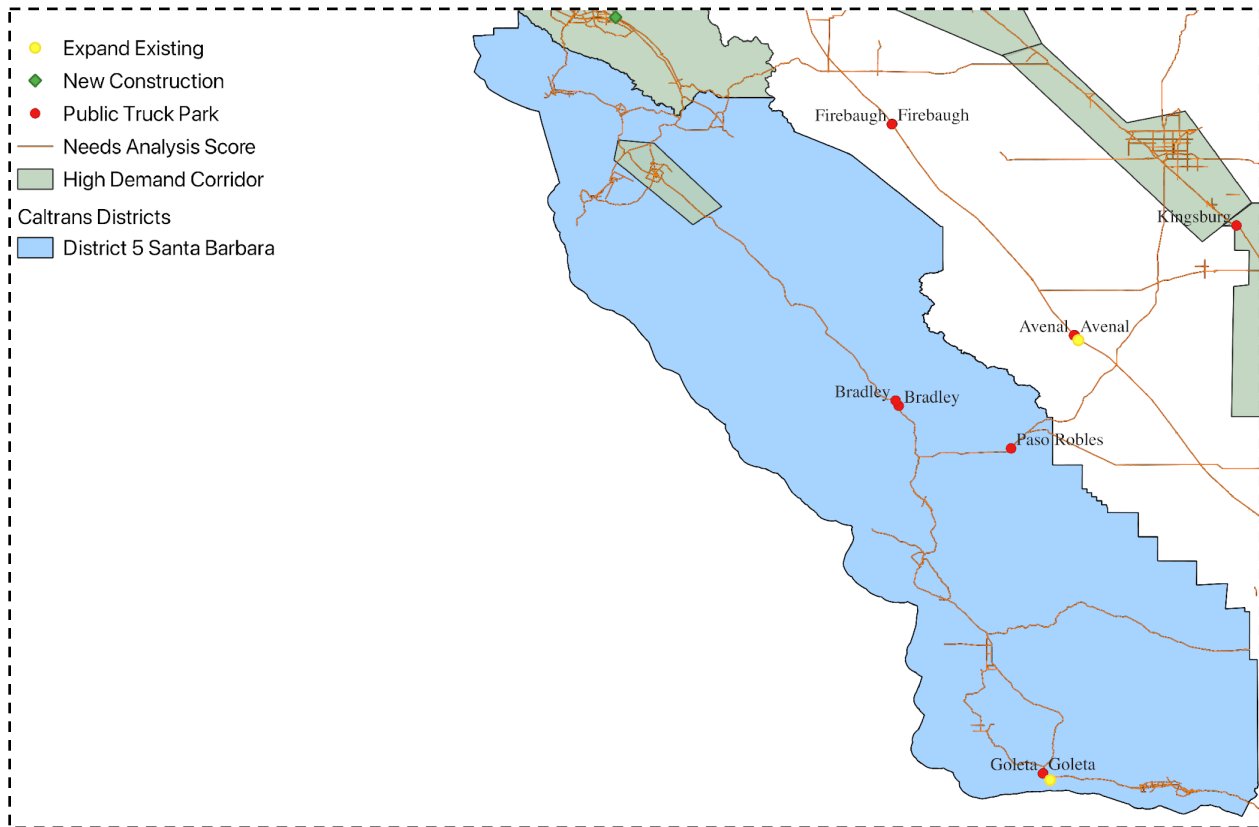 Expand Existing
New Construction
Public Truck Park
Needs Analysis Score
High Demand Corridor
Caltrans Districts
District 5 Santa Barbara
Firebaugh Firebaugh
Kingsburg
Avenal Avenal
Bradley Bradley
Paso Robles
Goleta Goleta